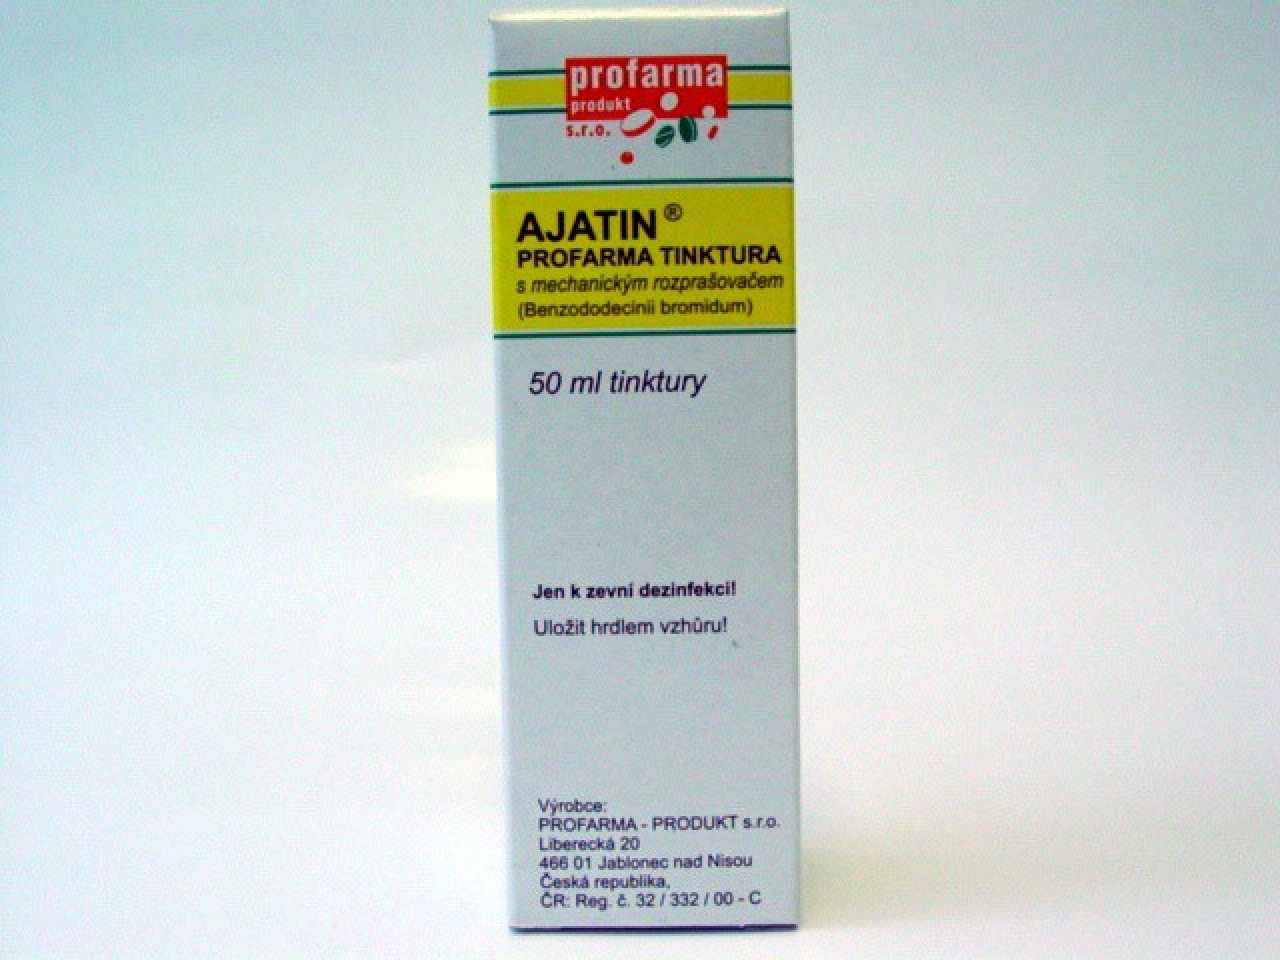 profarma
produkt
s.r.o.
AJATIN®
PROFARMA TINKTURA
s mechanickým rozprašovačem
(Benzododecinii bromidum)
50 ml tinktury
Jen k zevní dezinfekci!
Uložit hrdlem vzhůru!
Výrobce:
PROFARMA - PRODUKT s.r.o.
Liberecká 20
466 01 Jablonec nad Nisou
Česká republika,
ČR: Reg. č. 32 / 332 / 00 - C